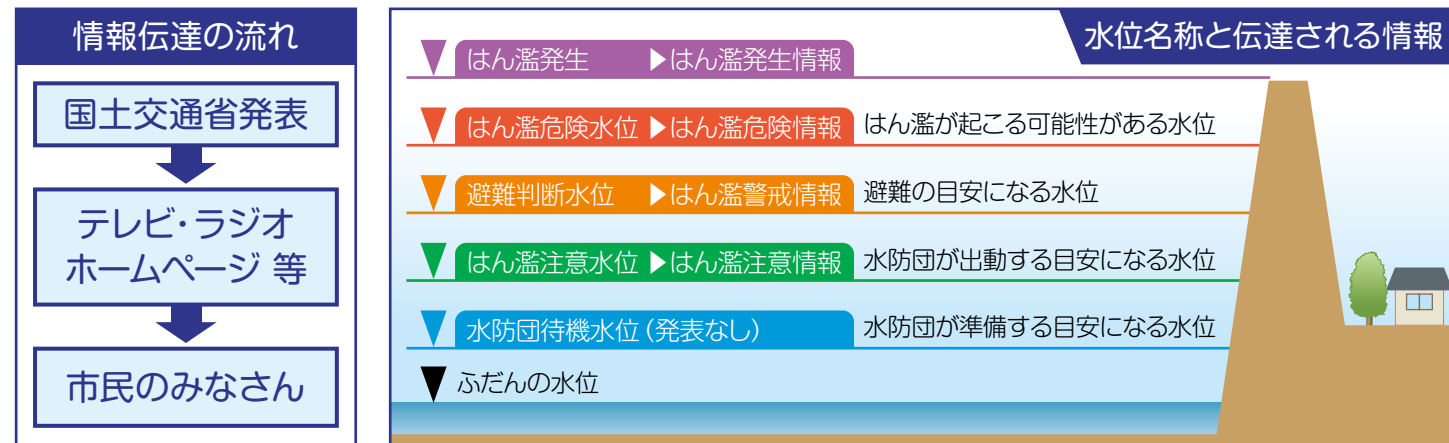 情報伝達の流れ
国土交通省発表
テレビ・ラジオ
ホームページ 等
市民のみなさん
水位名称と伝達される情報
はん濫発生 ▶はん濫発生情報
はん濫危険水位 ▶はん濫危険情報 はん濫が起こる可能性がある水位
避難判断水位 ▶はん濫警戒情報 避難の目安になる水位
はん濫注意水位 ▶はん濫注意情報 水防団が出動する目安になる水位
水防団待機水位（発表なし） 水防団が準備する目安になる水位
ふだんの水位